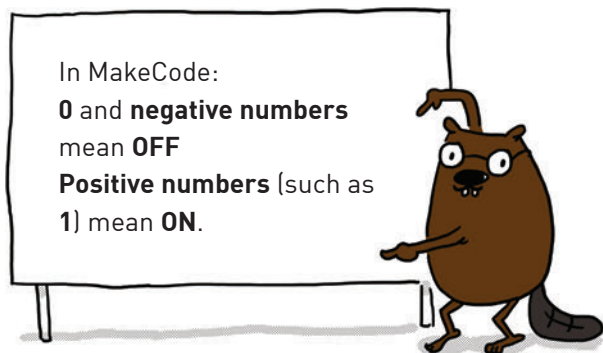 In MakeCode:
0 and negative numbers
mean OFF
Positive numbers (such as
1) mean ON.